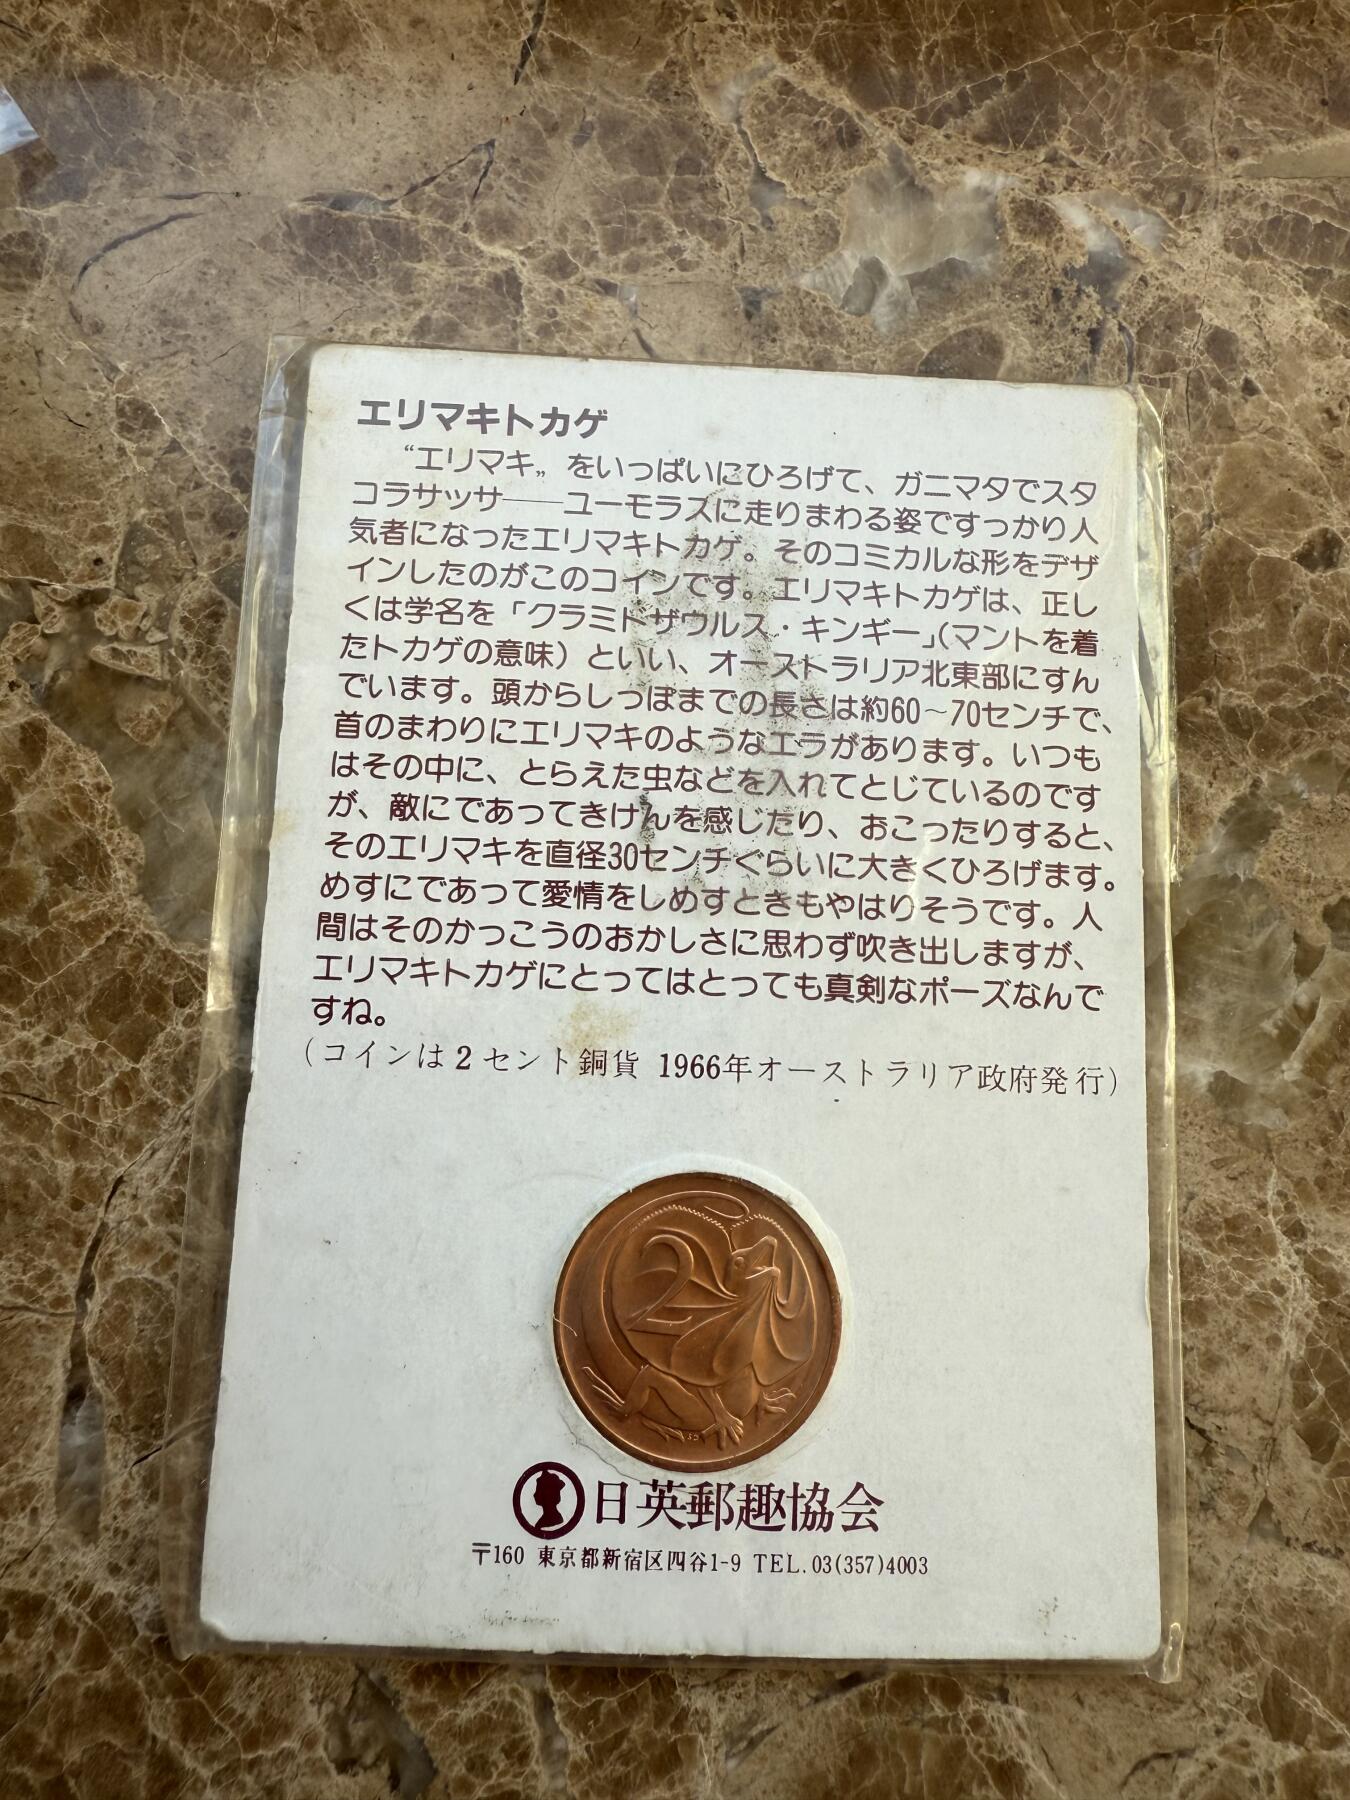 エリマキトカゲ
“エリマキ„をいっぱいにひろげて、ガニマタでスタ
コラサッサ──ユーモラスに走りまわる姿ですっかり人
気者になったエリマキトカゲ。そのコミカルな形をデザ
インしたのがこのコインです。エリマキトカゲは、正し
くは学名を「クラミトザウルス・キンギー」(マントを着
たトカゲの意味）といい、オーストラリア北東部にすん
でいます。頭からしっぽまでの長さは約60～70センチで、
首のまわりにエリマキのようなエラがあります。いつも
はその中に、とらえた虫などを入れてとじているのです
が、敵にであってきけんを感じたり、おこったりすると、
そのエリマキを直径30センチぐらいに大きくひろげます。
めすにであって愛情をしめすときもやはりそうです。人
間はそのかっこうのおかしさに思わず吹き出しますが、
エリマキトカゲにとってはとっても真剣なポーズなんで
すね。
（コインは2セント銅貨 1966年オーストラリア政府発行）
2
SD
日英郵趣協会
〒160 東京都新宿区四谷1-9 TEL.03(357)4003